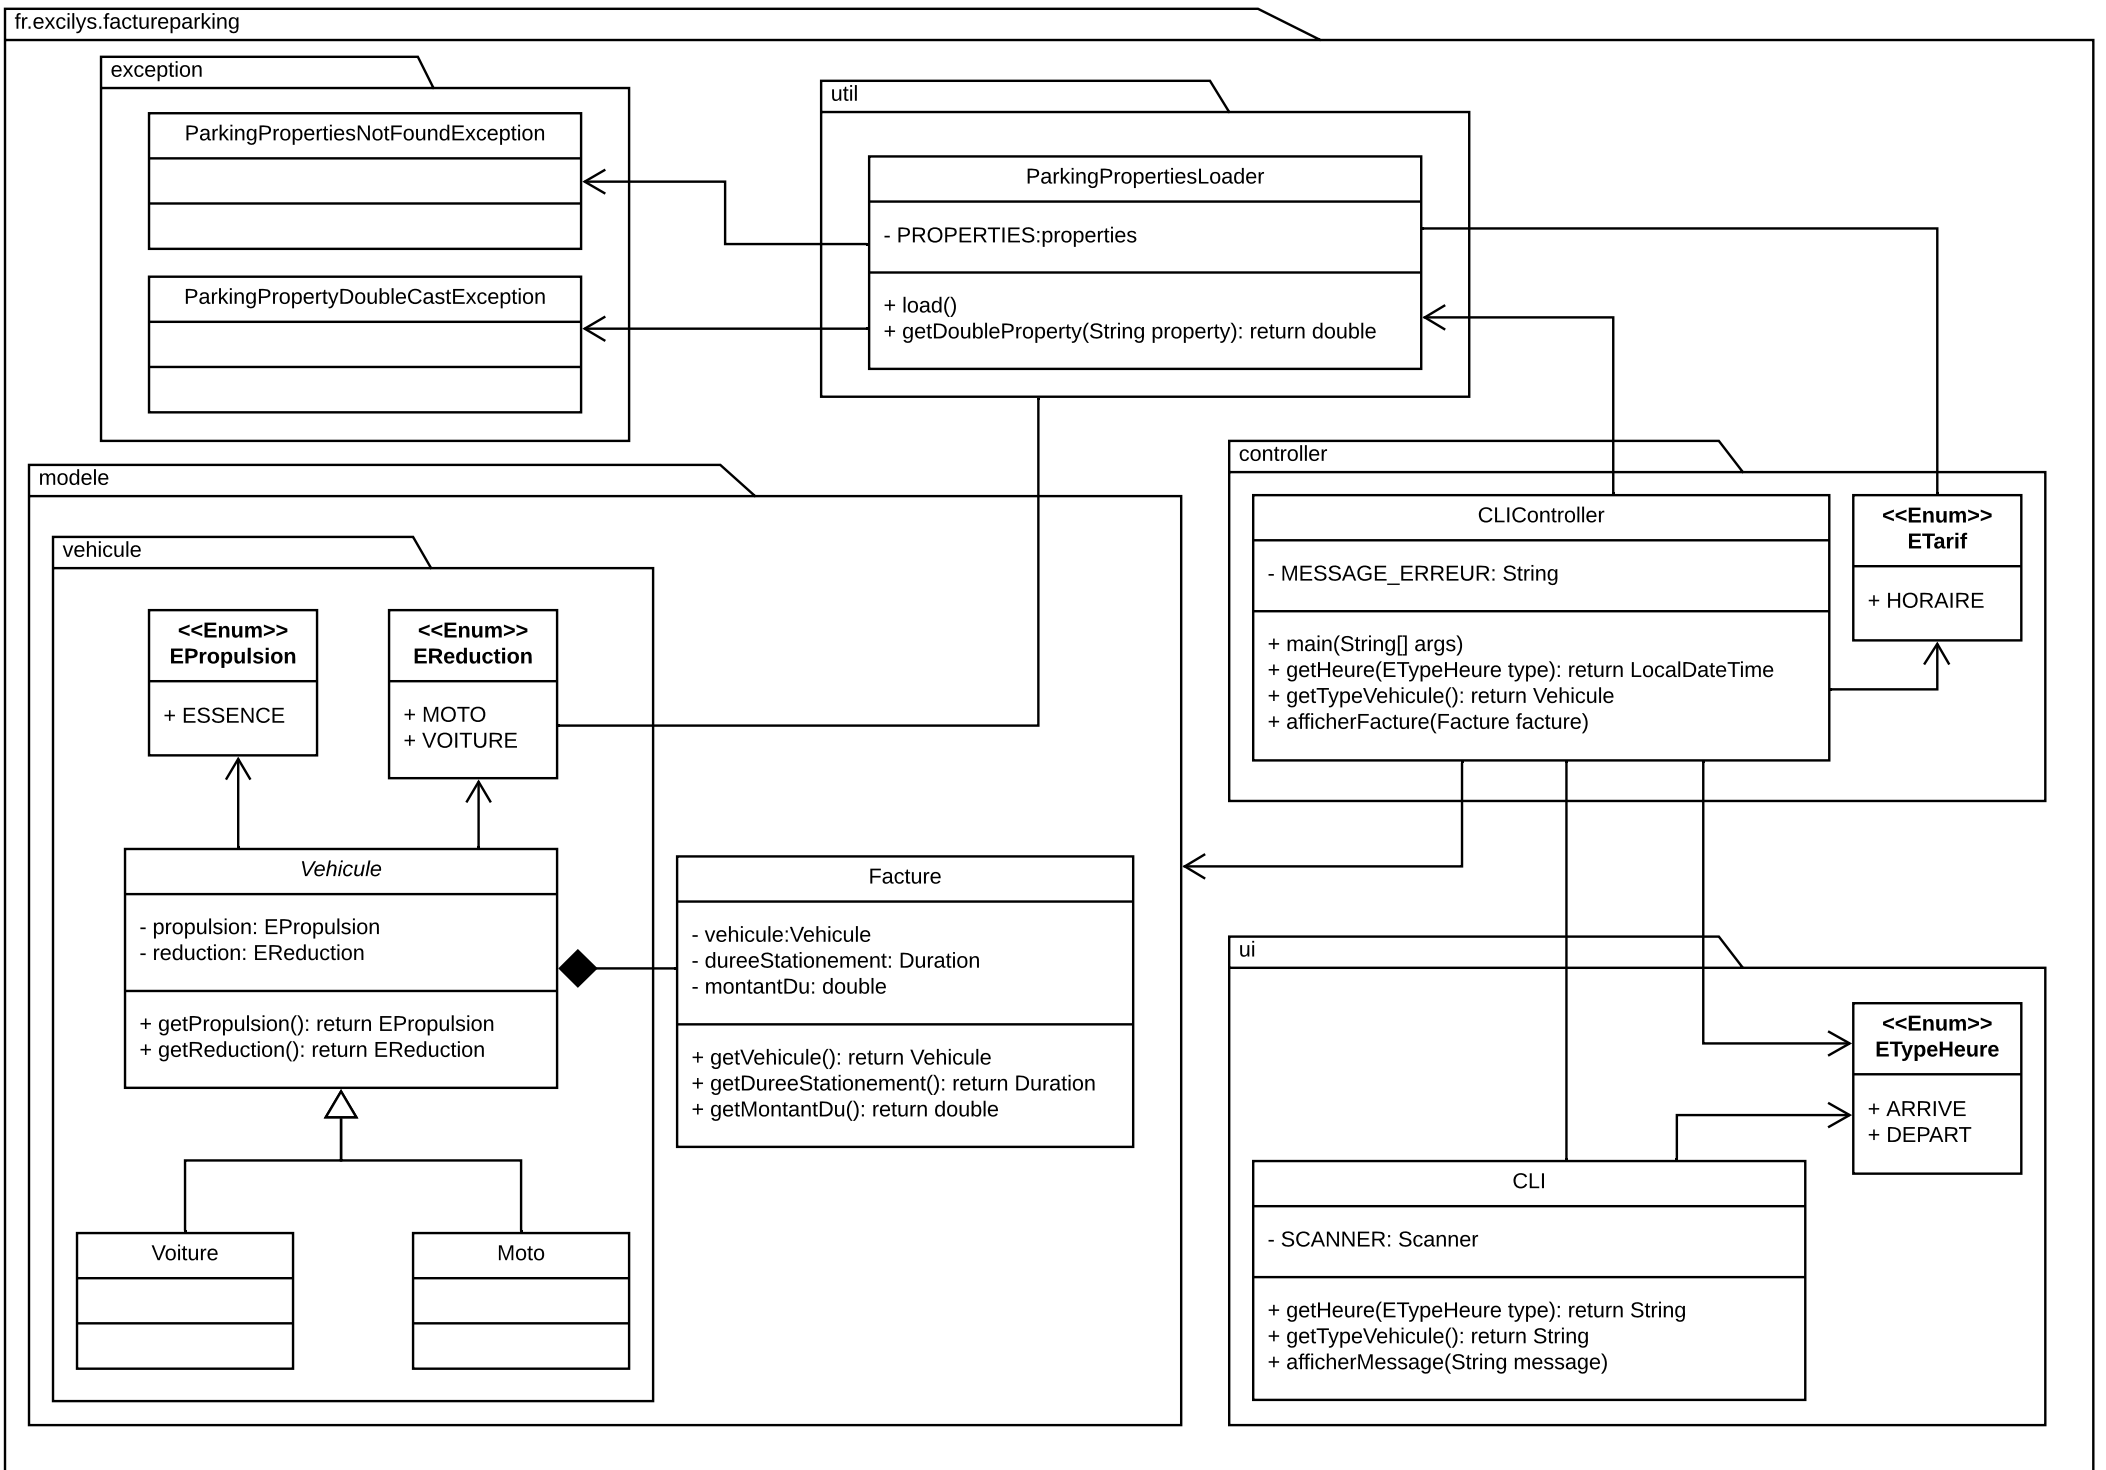 fr.excilys.factureparking
exception
ParkingPropertiesNotFoundException
ParkingPropertyDoubleCastException
util
ParkingPropertiesLoader
- PROPERTIES:properties
+ load()
+ getDoubleProperty(String property): return double
modele
vehicule
<<Enum>>
EPropulsion
+ ESSENCE
<<Enum>>
EReduction
+ MOTO
+ VOITURE
Vehicule
- propulsion: EPropulsion
- reduction: EReduction
+ getPropulsion(): return EPropulsion
+ getReduction(): return EReduction
Voiture
Moto
Facture
- vehicule:Vehicule
- dureeStationement: Duration
- montantDu: double
+ getVehicule(): return Vehicule
+ getDureeStationement(): return Duration
+ getMontantDu(): return double
controller
CLIController
- MESSAGE_ERREUR: String
+ main(String[] args)
+ getHeure(ETypeHeure type): return LocalDateTime
+ getTypeVehicule(): return Vehicule
+ afficherFacture(Facture facture)
<<Enum>>
ETarif
+ HORAIRE
ui
<<Enum>>
ETypeHeure
+ ARRIVE
+ DEPART
CLI
- SCANNER: Scanner
+ getHeure(ETypeHeure type): return String
+ getTypeVehicule(): return String
+ afficherMessage(String message)